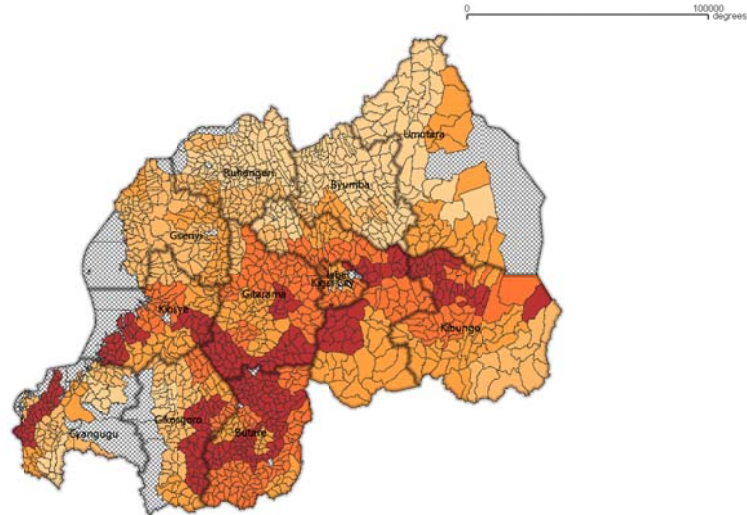 0 100000
degrees
Umutara
Ruhengeri
Byumba
Gisenyi
Kigali City
Gitarama
Kibuye
Kibungo
Gikongoro
Butare
Cyangugu